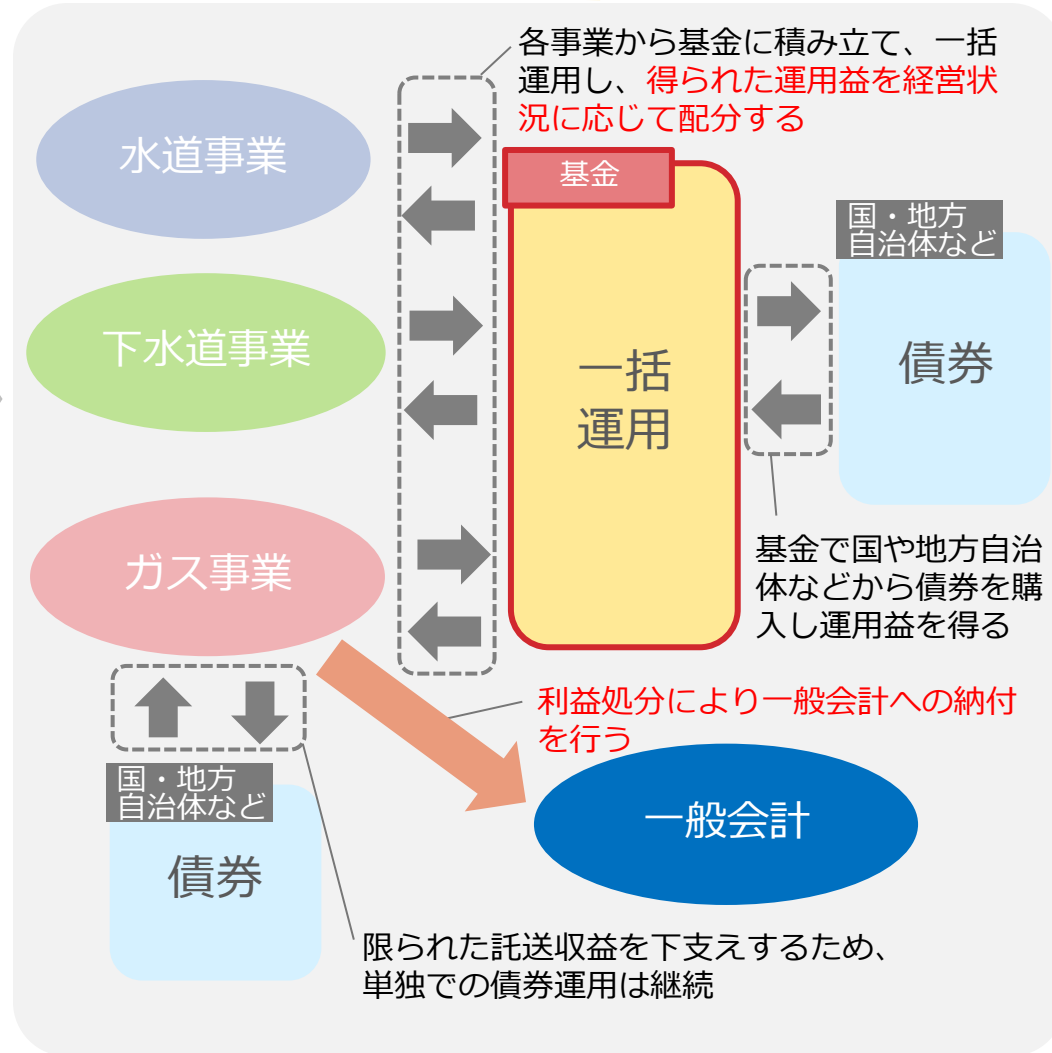 各事業から基金に積み立て、一括
運用し、得られた運用益を経営状
況に応じて配分する
水道事業
基金
国・地方
自治体など
下水道事業
一括
運用
債券
ガス事業
基金で国や地方自治
体などから債券を購
入し運用益を得る
利益処分により一般会計への納付
を行う
国・地方
自治体など
一般会計
債券
限られた託送収益を下支えするため、
単独での債券運用は継続